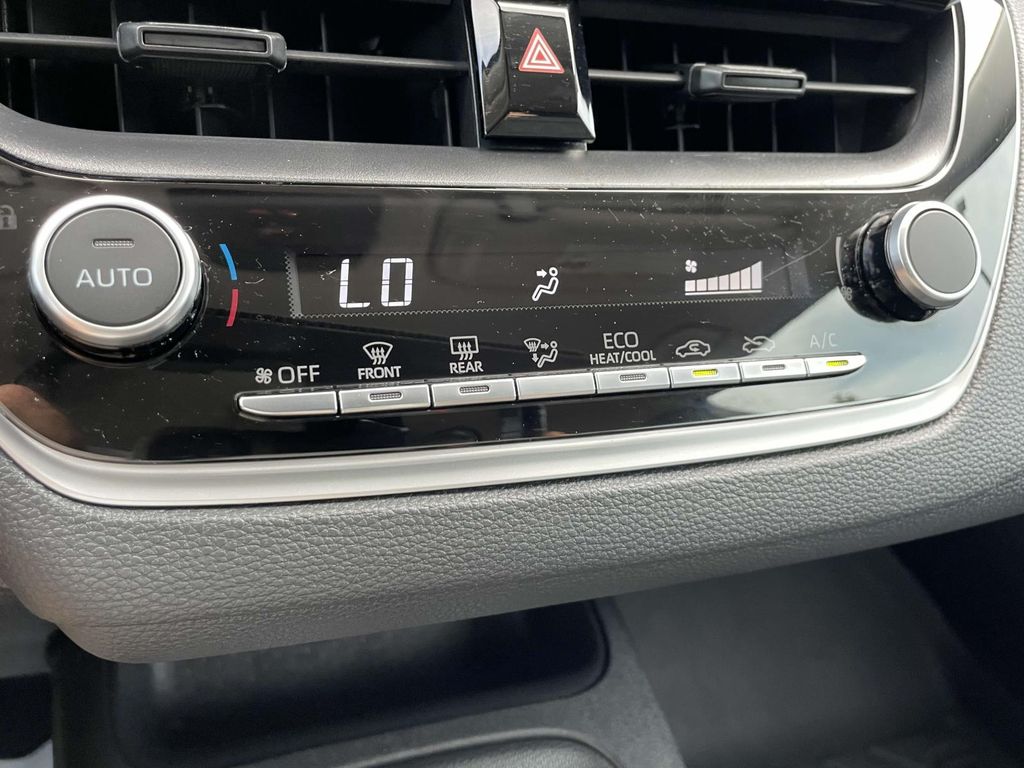 AUTO
LO
OFF
FRONT
REAR
ECO
HEAT/COOL
A/C